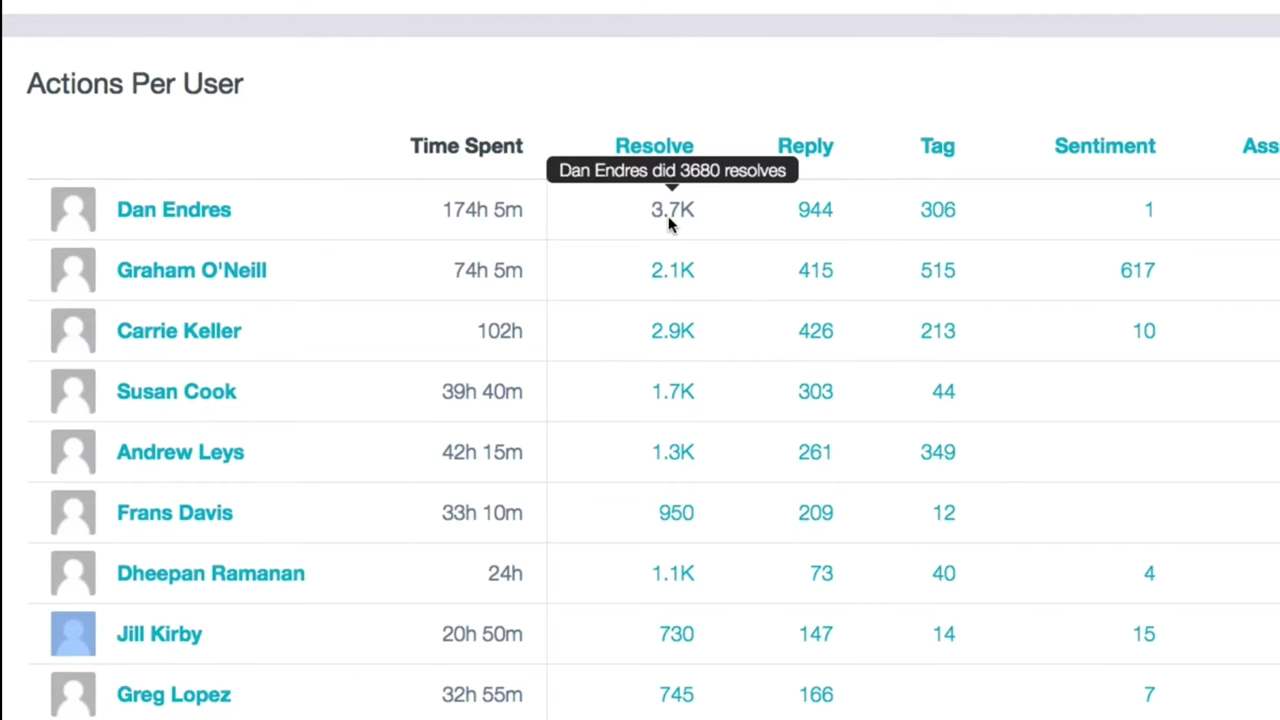 Actions Per User
Time Spent Resolve Reply Tag Sentiment Ass
Dan Endres did 3680 resolves
Dan Endres 174h 5m 3.7K 944 306 1
Graham O'Neill 74h 5m 2.1K 415 515 617
Carrie Keller 102h 2.9K 426 213 10
Susan Cook 39h 40m 1.7K 303 44
Andrew Leys 42h 15m 1.3K 261 349
Frans Davis 33h 10m 950 209 12
Dheepan Ramanan 24h 1.1K 73 40 4
Jill Kirby 20h 50m 730 147 14 15
Greg Lopez 32h 55m 745 166 7